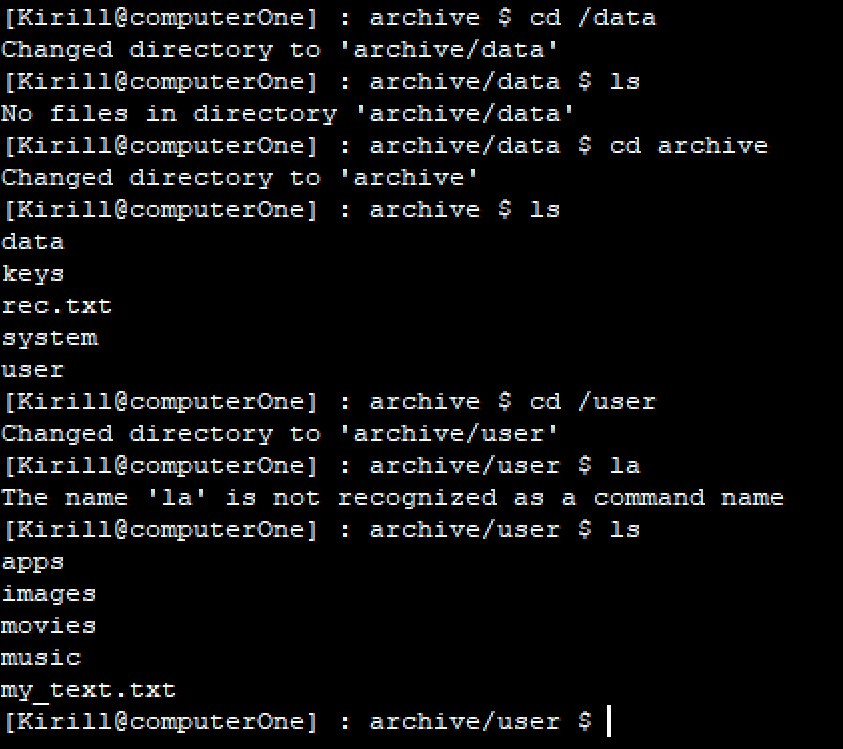 [Kirill@computerOne] : archive $ cd /data
Changed directory to 'archive/data'
[Kirill@computerOne] : archive/data $ ls
No files in directory 'archive/data'
[Kirill@computerOne] : archive/data $ cd archive
Changed directory to 'archive'
[Kirill@computerOne] : archive $ ls
data
keys
rec.txt
system
user
[Kirill@computerOne] : archive $ cd /user
Changed directory to 'archive/user'
[Kirill@computerOne] : archive/user $ la
The name 'la' is not recognized as a command name
[Kirill@computerOne] : archive/user $ ls
apps
images
movies
music
my_text.txt
[Kirill@computerOne] : archive/user $